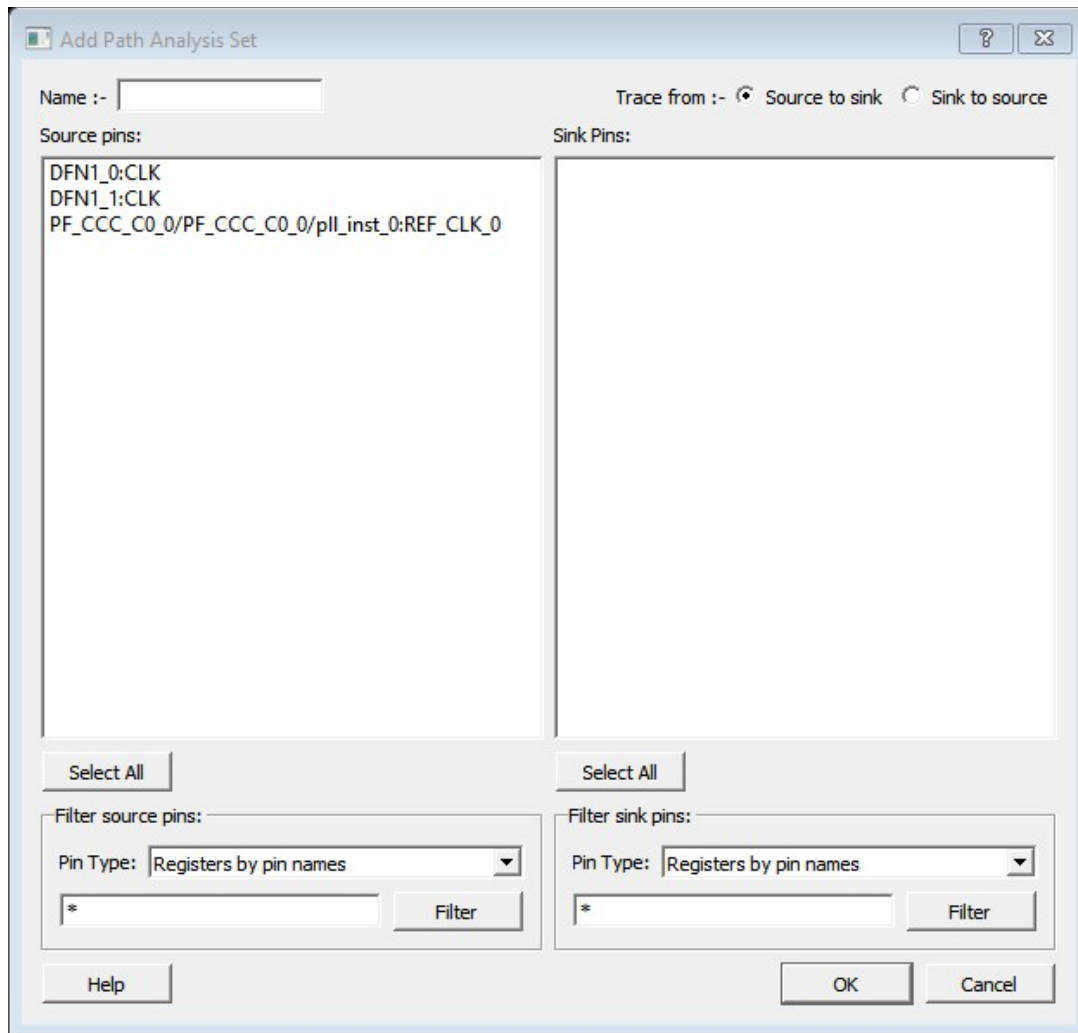 Add Path Analysis Set
Name :-
Trace from :- Source to sink Sink to source
Source pins:
Sink Pins:
DFN1_0:CLK
DFN1_1:CLK
PF_CCC_C0_0/PF_CCC_C0_0/pll_inst_0:REF_CLK_0
Select All
Select All
Filter source pins:
Pin Type: Registers by pin names
*
Filter
Filter sink pins:
Pin Type: Registers by pin names
*
Filter
Help
OK
Cancel